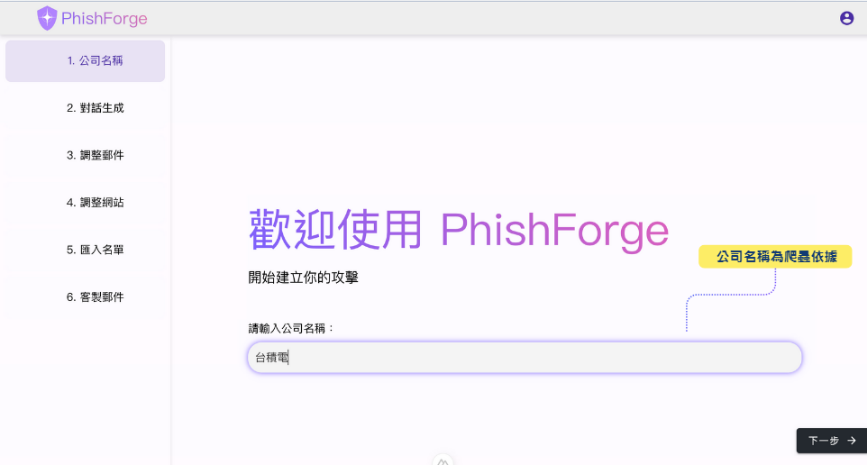 PhishForge
1. 公司名稱
2. 對話生成
3. 調整郵件
4. 調整網站
5. 匯入名單
6. 客製郵件
歡迎使用 PhishForge
開始建立你的攻擊
公司名稱為爬蟲依據
請輸入公司名稱：
台積電
下一步 →